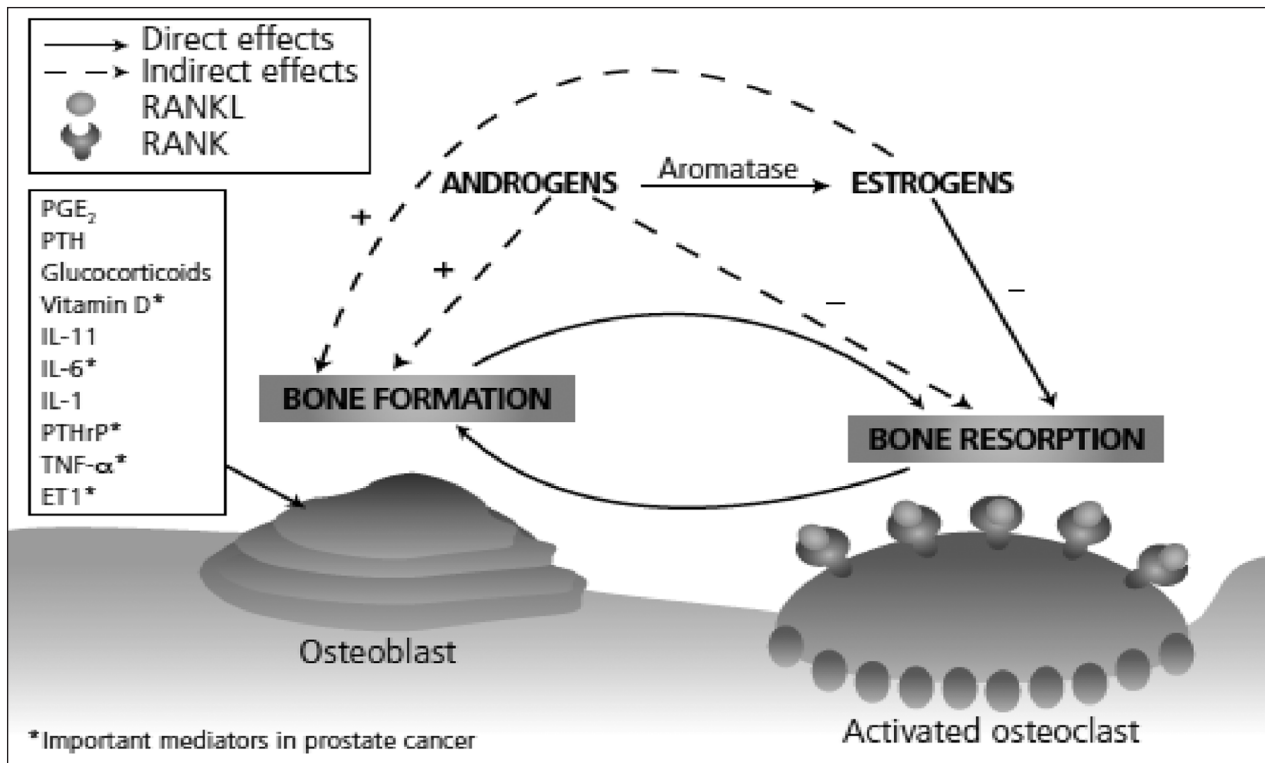 Direct effects
Indirect effects
RANKL
RANK
PGE₂
PTH
Glucocorticoids
Vitamin D*
IL-11
IL-6*
IL-1
PTHrP*
TNF-α*
ET1*
ANDROGENS
Aromatase
ESTROGENS
+
+
–
–
BONE FORMATION
BONE RESORPTION
Osteoblast
Activated osteoclast
*Important mediators in prostate cancer